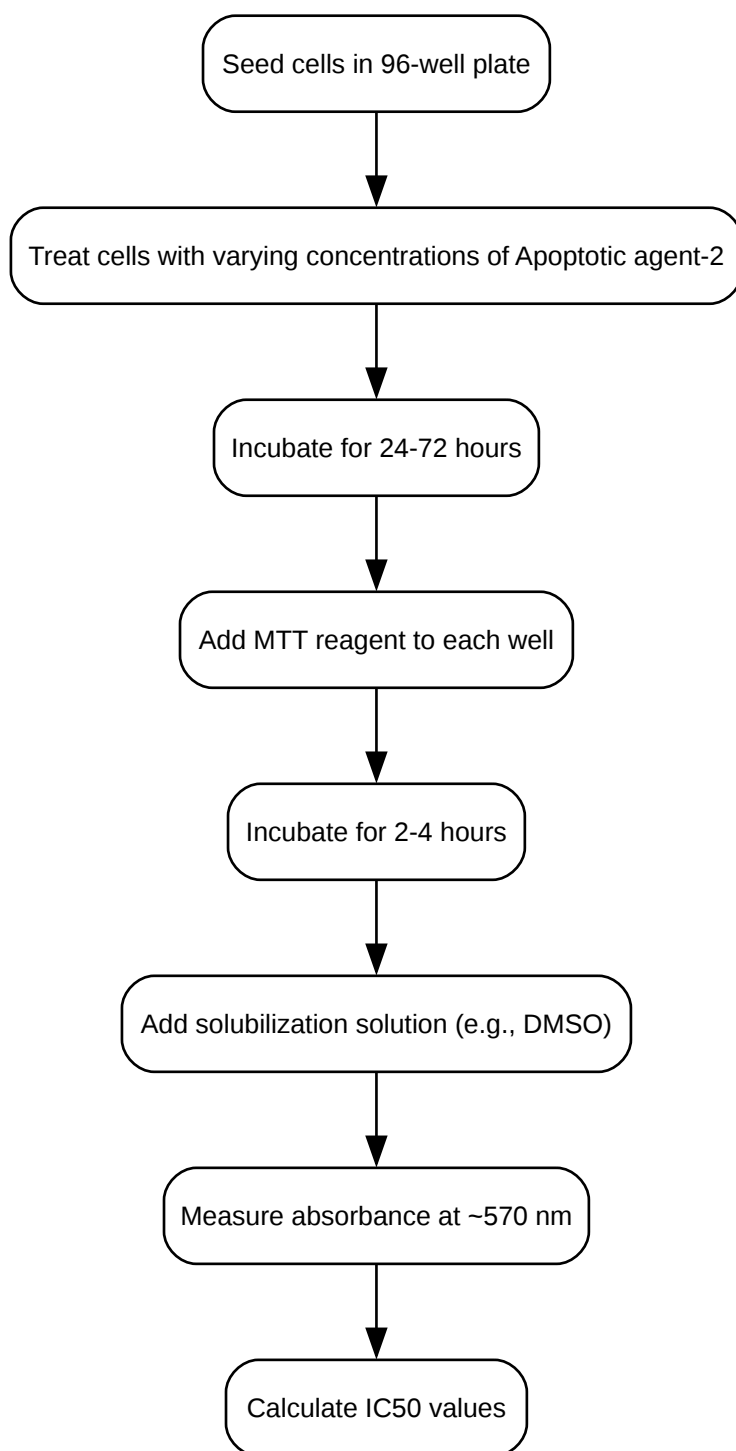 Seed cells in 96-well plate
Treat cells with varying concentrations of Apoptotic agent-2
Incubate for 24-72 hours
Add MTT reagent to each well
Incubate for 2-4 hours
Add solubilization solution (e.g., DMSO)
Measure absorbance at ~570 nm
Calculate IC50 values